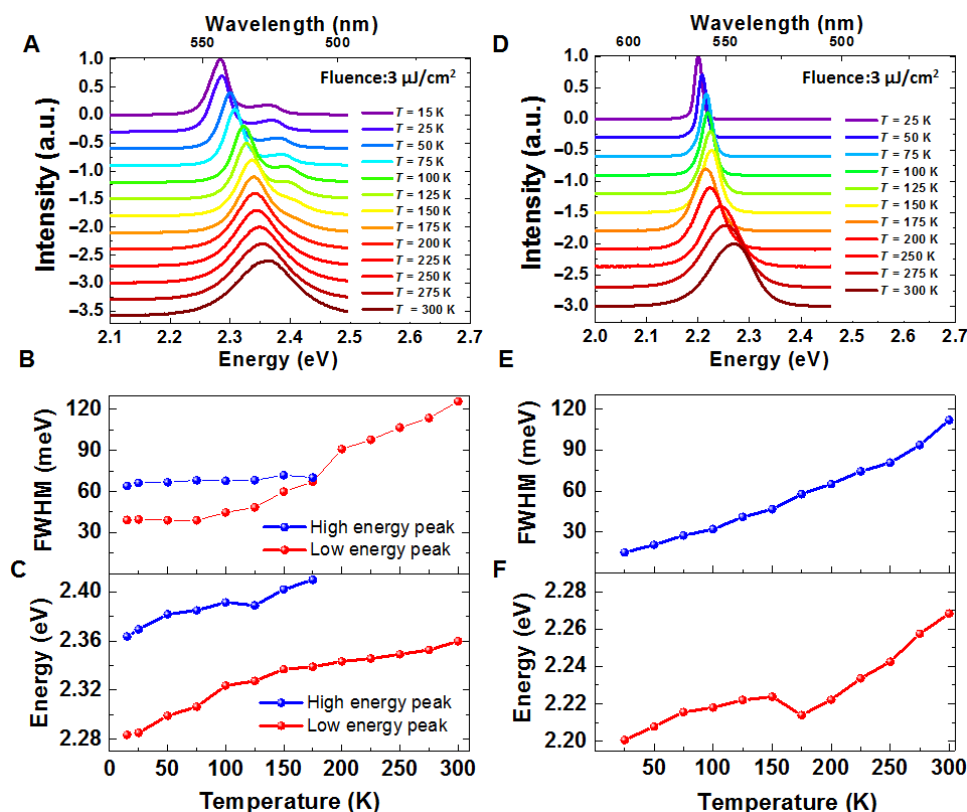 A
Wavelength (nm)
550
500
Fluence:3 μJ/cm²
Intensity (a.u.)
1.0
0.5
0.0
−0.5
−1.0
−1.5
−2.0
−2.5
−3.0
−3.5
T = 15 K
T = 25 K
T = 50 K
T = 75 K
T = 100 K
T = 125 K
T = 150 K
T = 175 K
T = 200 K
T = 225 K
T = 250 K
T = 275 K
T = 300 K
2.1 2.2 2.3 2.4 2.5 2.6 2.7
Energy (eV)
D
Wavelength (nm)
600
550
500
Fluence:3 μJ/cm²
Intensity (a.u.)
1.0
0.5
0.0
−0.5
−1.0
−1.5
−2.0
−2.5
−3.0
T = 25 K
T = 50 K
T = 75 K
T = 100 K
T = 125 K
T = 150 K
T = 175 K
T = 200 K
T =250 K
T = 275 K
T = 300 K
2.0 2.1 2.2 2.3 2.4 2.5 2.6 2.7
Energy (eV)
B
FWHM (meV)
120
90
60
30
High energy peak
Low energy peak
C
Energy (eV)
2.40
2.36
2.32
2.28
High energy peak
Low energy peak
0 50 100 150 200 250 300
Temperature (K)
E
FWHM (meV)
120
90
60
30
F
Energy (eV)
2.26
2.24
2.22
2.20
50 100 150 200 250 300
Temperature (K)